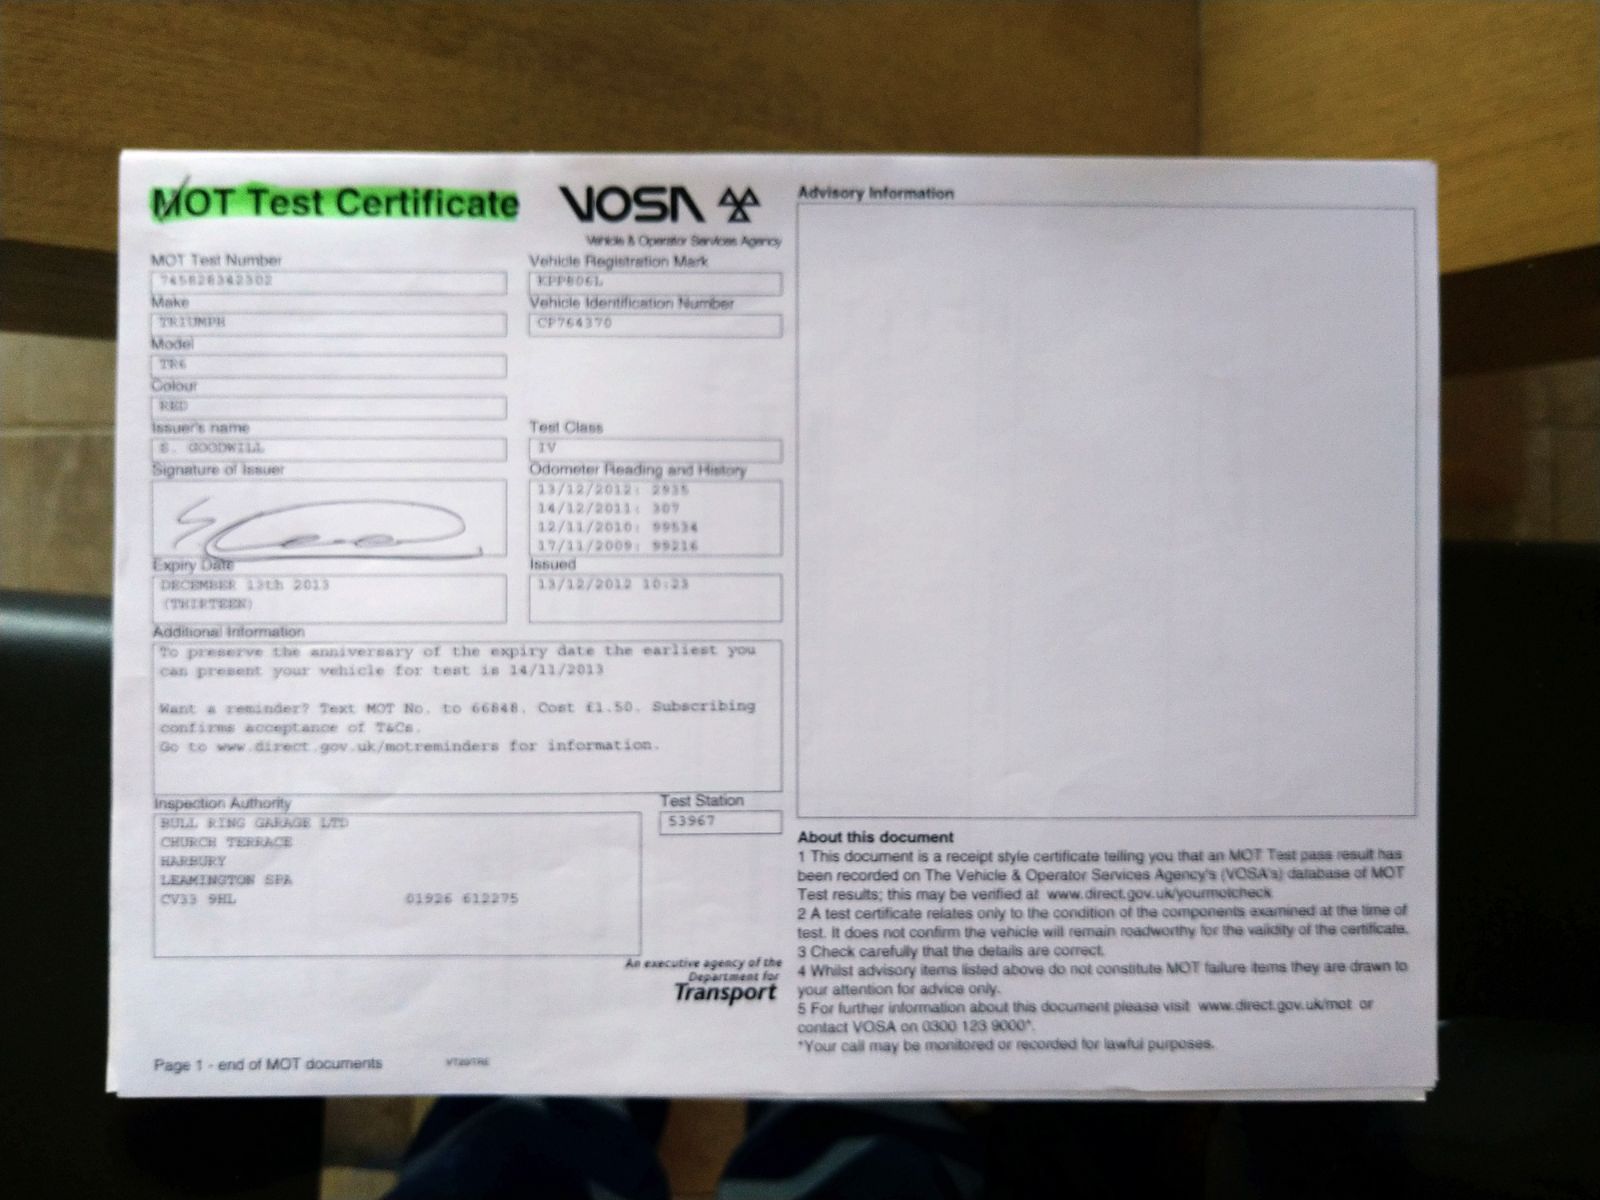 MOT Test Certificate
VOSA
Vehicle & Operator Services Agency
MOT Test Number
745828342302
Vehicle Registration Mark
KPP806L
Make
TRIUMPH
Vehicle Identification Number
CP764370
Model
TR6
Colour
RED
Issuer's name
S. GOODWILL
Test Class
IV
Signature of Issuer
Odometer Reading and History
13/12/2012: 2935
14/12/2011: 307
12/11/2010: 99534
17/11/2009: 99216
Expiry Date
DECEMBER 13th 2013
(THIRTEEN)
Issued
13/12/2012 10:23
Additional Information
To preserve the anniversary of the expiry date the earliest you
can present your vehicle for test is 14/11/2013
Want a reminder? Text MOT No. to 66848. Cost £1.50. Subscribing
confirms acceptance of T&Cs.
Go to www.direct.gov.uk/motreminders for information.
Inspection Authority
BULL RING GARAGE LTD
CHURCH TERRACE
HARBURY
LEAMINGTON SPA
CV33 9HL 01926 612275
Test Station
53967
An executive agency of the
Department for
Transport
Page 1 - end of MOT documents
Advisory Information
About this document
1 This document is a receipt style certificate telling you that an MOT Test pass result has
been recorded on The Vehicle & Operator Services Agency's (VOSA's) database of MOT
Test results; this may be verified at www.direct.gov.uk/yourmotcheck
2 A test certificate relates only to the condition of the components examined at the time of
test. It does not confirm the vehicle will remain roadworthy for the validity of the certificate.
3 Check carefully that the details are correct.
4 Whilst advisory items listed above do not constitute MOT failure items they are drawn to
your attention for advice only.
5 For further information about this document please visit www.direct.gov.uk/mot or
contact VOSA on 0300 123 9000*.
*Your call may be monitored or recorded for lawful purposes.